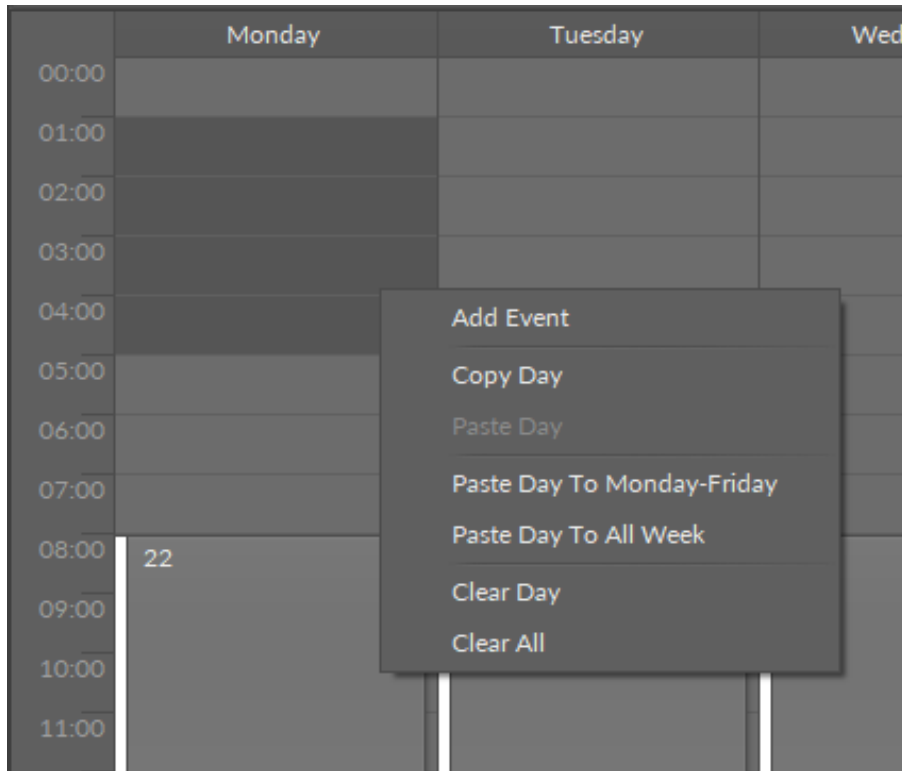 Monday Tuesday Wed
00:00
01:00
02:00
03:00
04:00
Add Event
05:00
Copy Day
06:00
Paste Day
07:00
Paste Day To Monday-Friday
Paste Day To All Week
08:00
22
Clear Day
09:00
Clear All
10:00
11:00